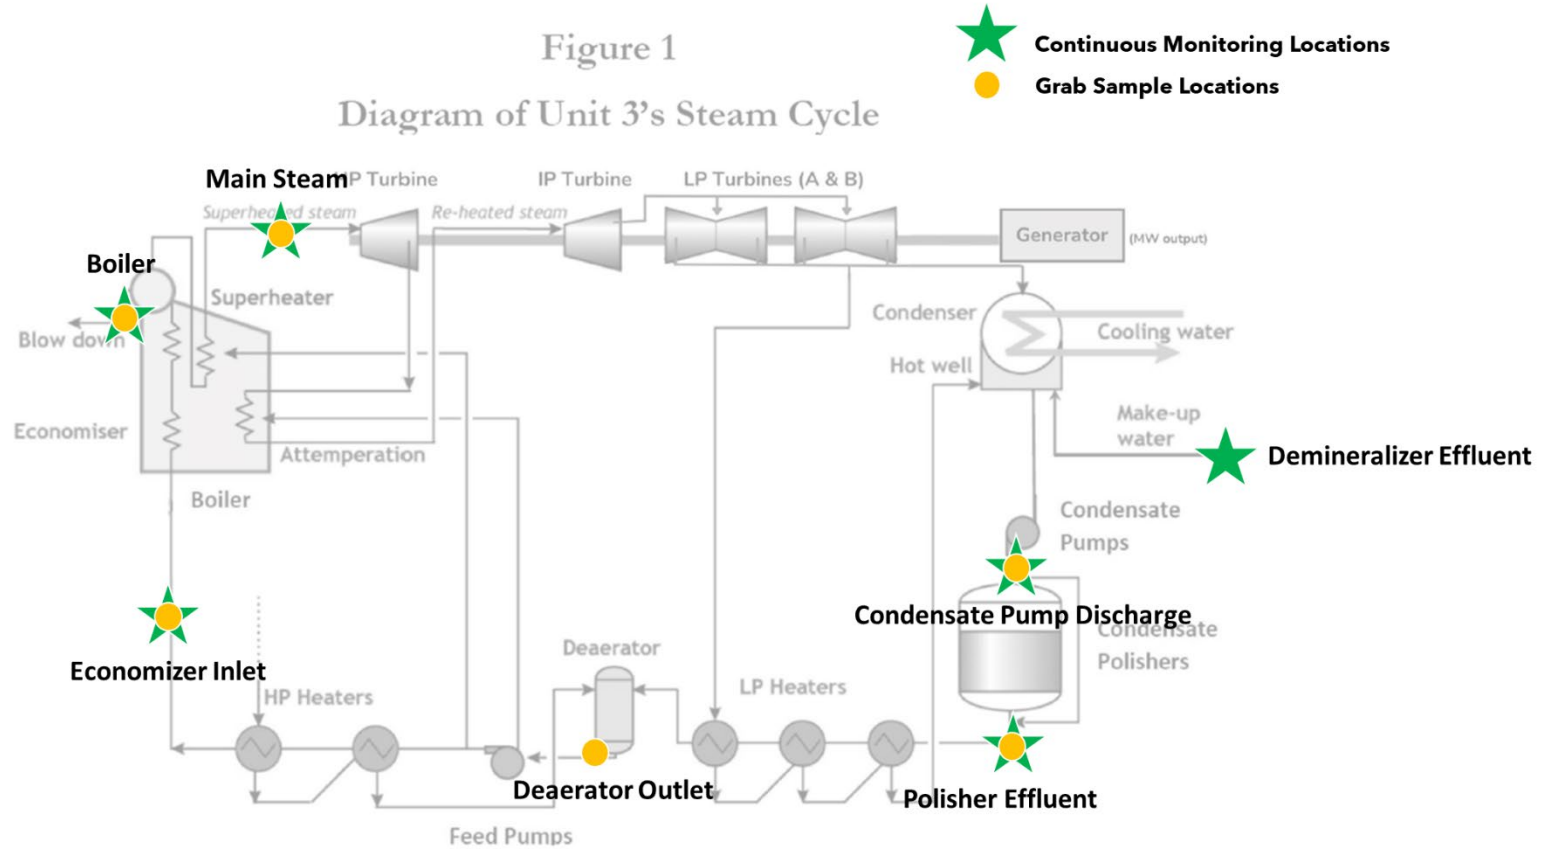 Figure 1
Diagram of Unit 3's Steam Cycle
Continuous Monitoring Locations
Grab Sample Locations
Main Steam
HP Turbine
IP Turbine
LP Turbines (A & B)
Superheated steam
Re-heated steam
Generator
(MW output)
Boiler
Superheater
Blow down
Condenser
Cooling water
Hot well
Make-up
water
Demineralizer Effluent
Economiser
Attemperation
Boiler
Condensate
Pumps
Condensate Pump Discharge
Condensate
Polishers
Economizer Inlet
Deaerator
HP Heaters
LP Heaters
Deaerator Outlet
Polisher Effluent
Feed Pumps